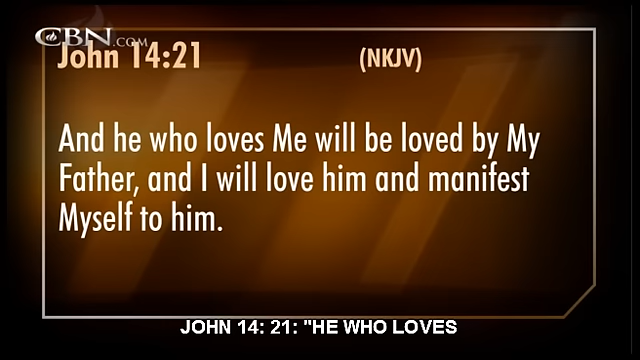 CBN.COM
John 14:21 (NKJV)
And he who loves Me will be loved by My
Father, and I will love him and manifest
Myself to him.
JOHN 14: 21: "HE WHO LOVES